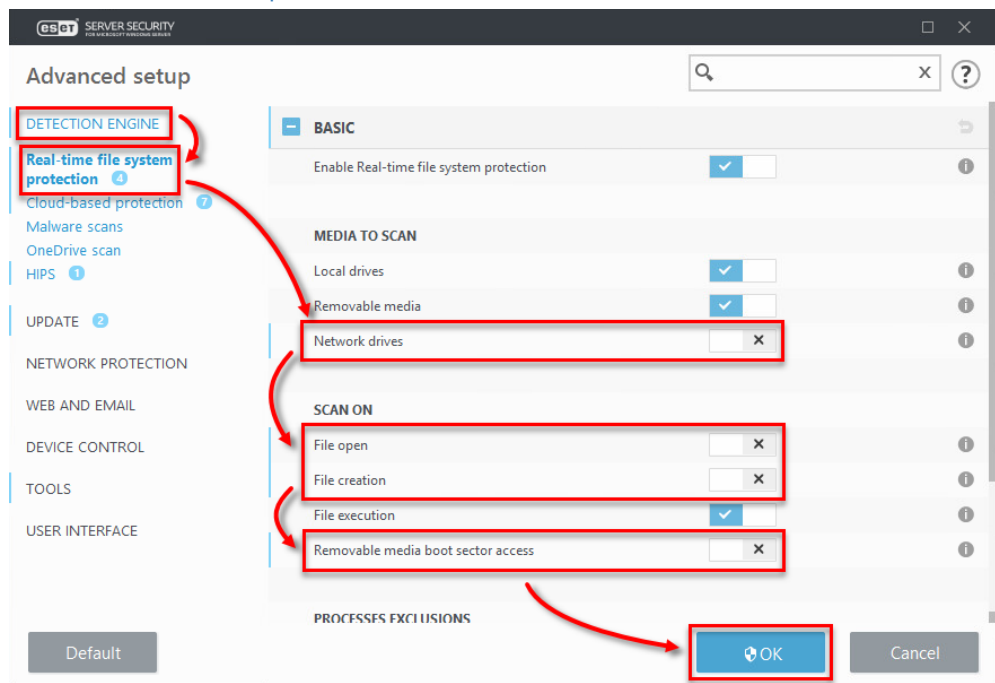 eset SERVER SECURITY
FOR MICROSOFT WINDOWS SERVER
Advanced setup
x
?
DETECTION ENGINE
Real-time file system
protection 4
Cloud-based protection 7
Malware scans
OneDrive scan
HIPS 1
UPDATE 2
NETWORK PROTECTION
WEB AND EMAIL
DEVICE CONTROL
TOOLS
USER INTERFACE
BASIC
Enable Real-time file system protection
MEDIA TO SCAN
Local drives
Removable media
Network drives
SCAN ON
File open
File creation
File execution
Removable media boot sector access
PROCESSES EXCLUSIONS
Default
OK
Cancel